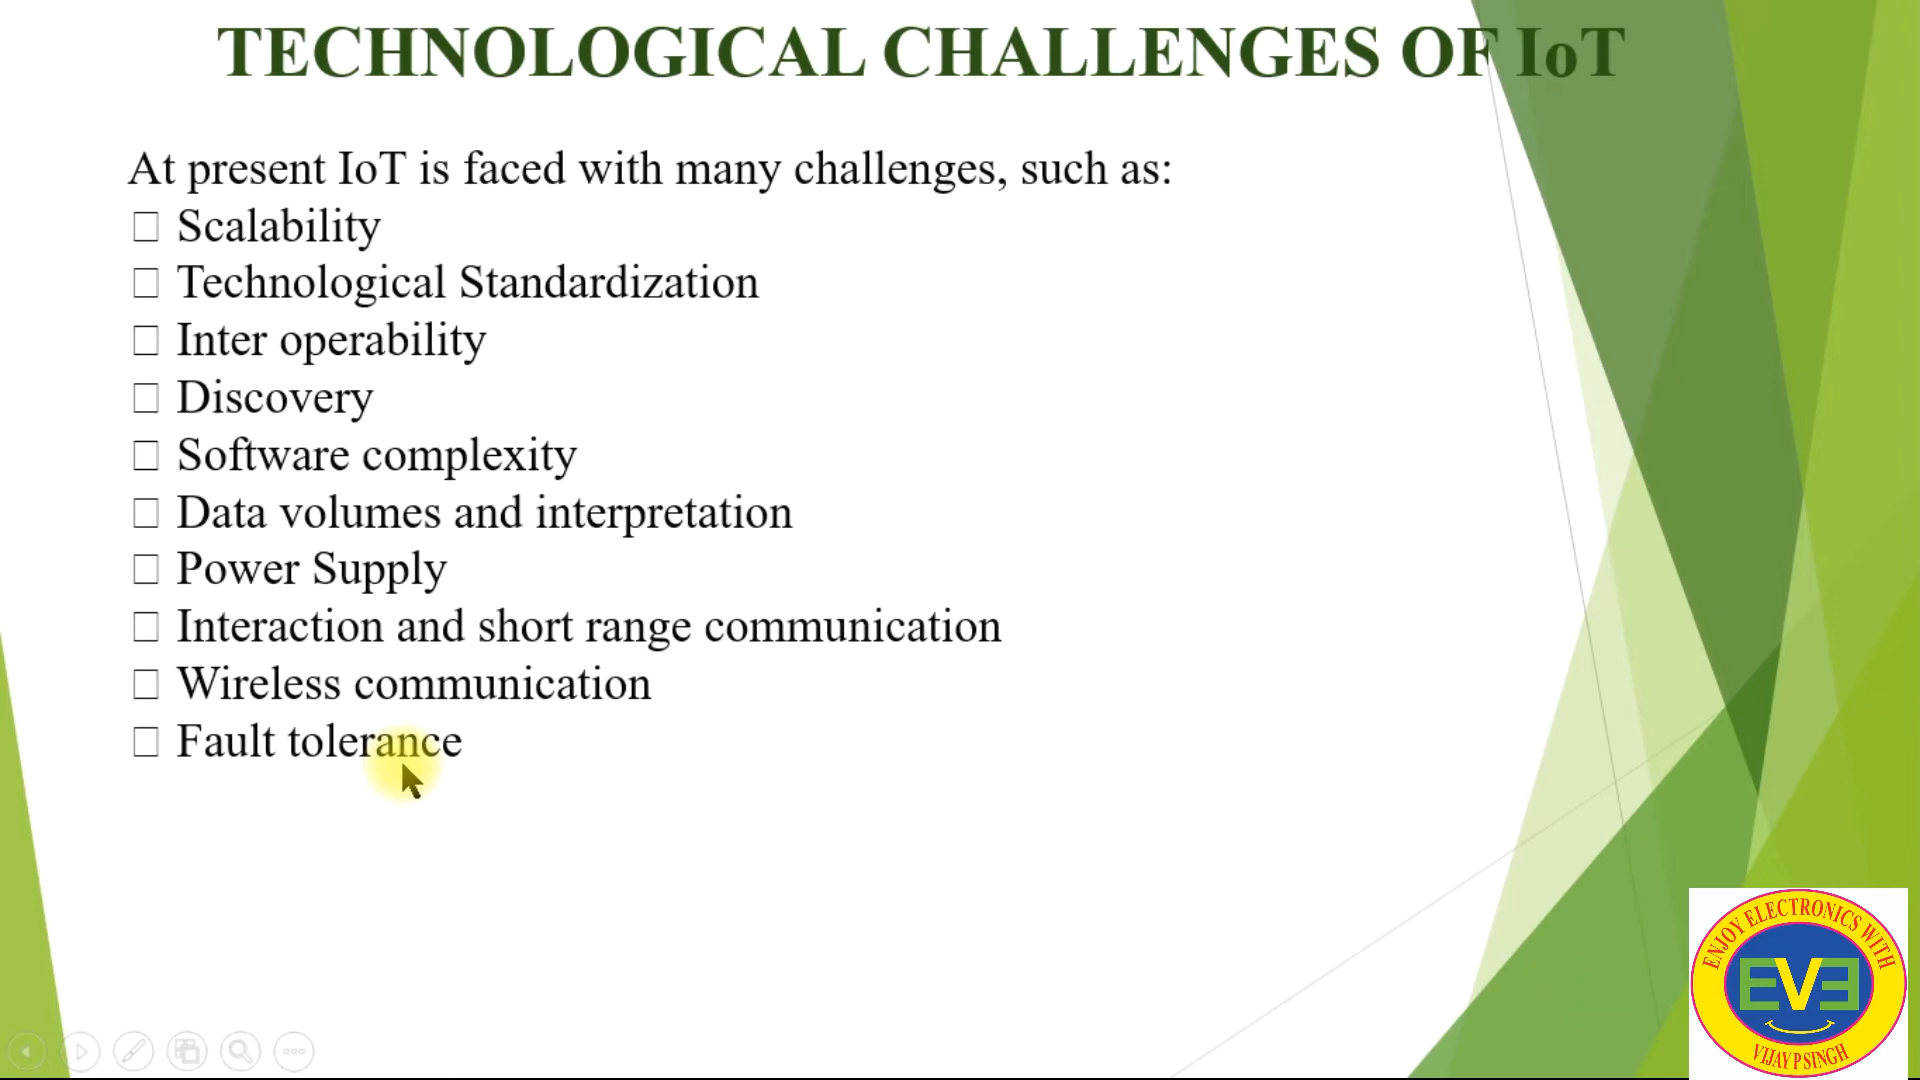 TECHNOLOGICAL CHALLENGES OF IoT
At present IoT is faced with many challenges, such as:
□ Scalability
□ Technological Standardization
□ Inter operability
□ Discovery
□ Software complexity
□ Data volumes and interpretation
□ Power Supply
□ Interaction and short range communication
□ Wireless communication
□ Fault tolerance
ENJOY ELECTRONICS WITH
EVE
VIJAY P SINGH